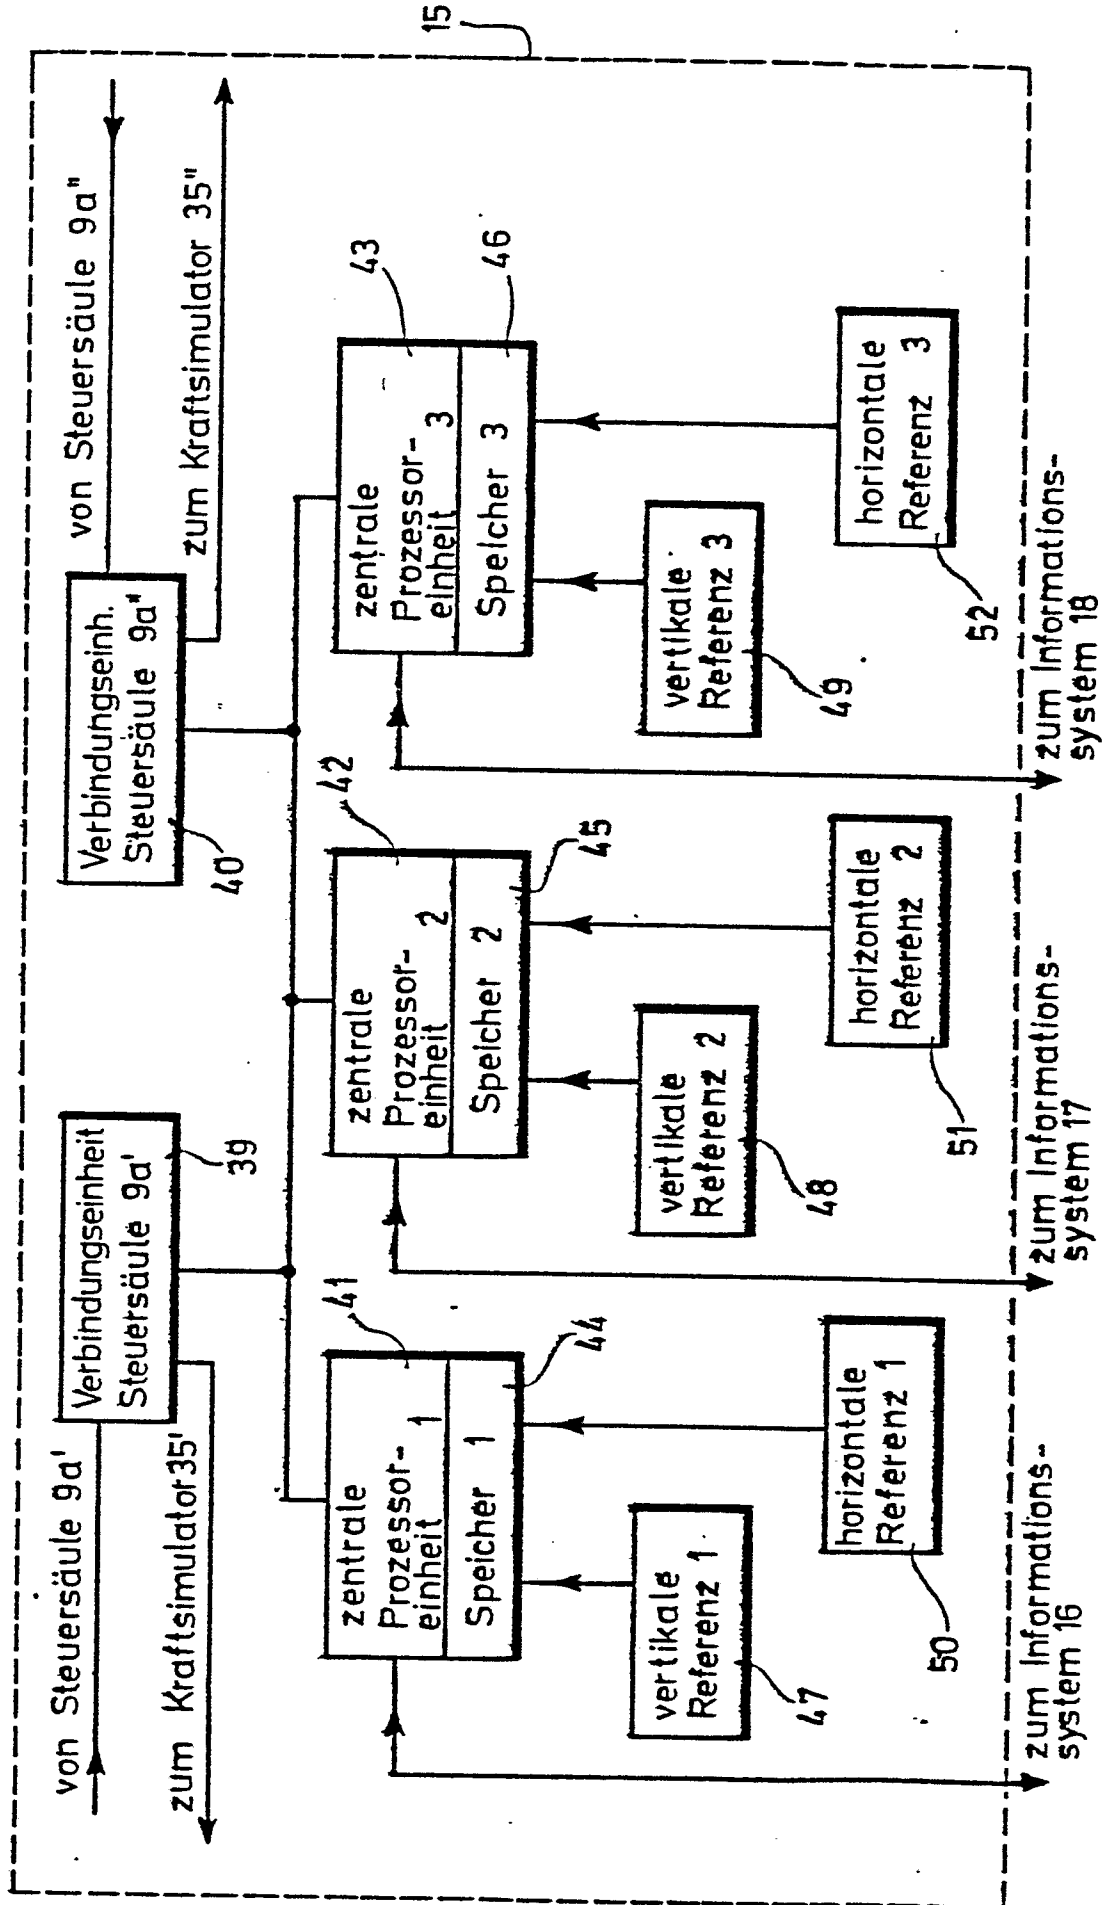 15
von Steuersäule 9a'
zum Kraftsimulator 35'
Verbindungseinheit
Steuersäule 9a'
39
Verbindungseinh.
Steuersäule 9a"
40
von Steuersäule 9a"
zum Kraftsimulator 35"
zentrale
Prozessor-
einheit 1
Speicher 1
41
44
zentrale
Prozessor-
einheit 2
Speicher 2
42
45
zentrale
Prozessor-
einheit 3
Speicher 3
43
46
vertikale
Referenz 1
47
vertikale
Referenz 2
48
vertikale
Referenz 3
49
horizontale
Referenz 1
50
horizontale
Referenz 2
51
horizontale
Referenz 3
52
zum Informations-
system 16
zum Informations-
system 17
zum Informations-
system 18